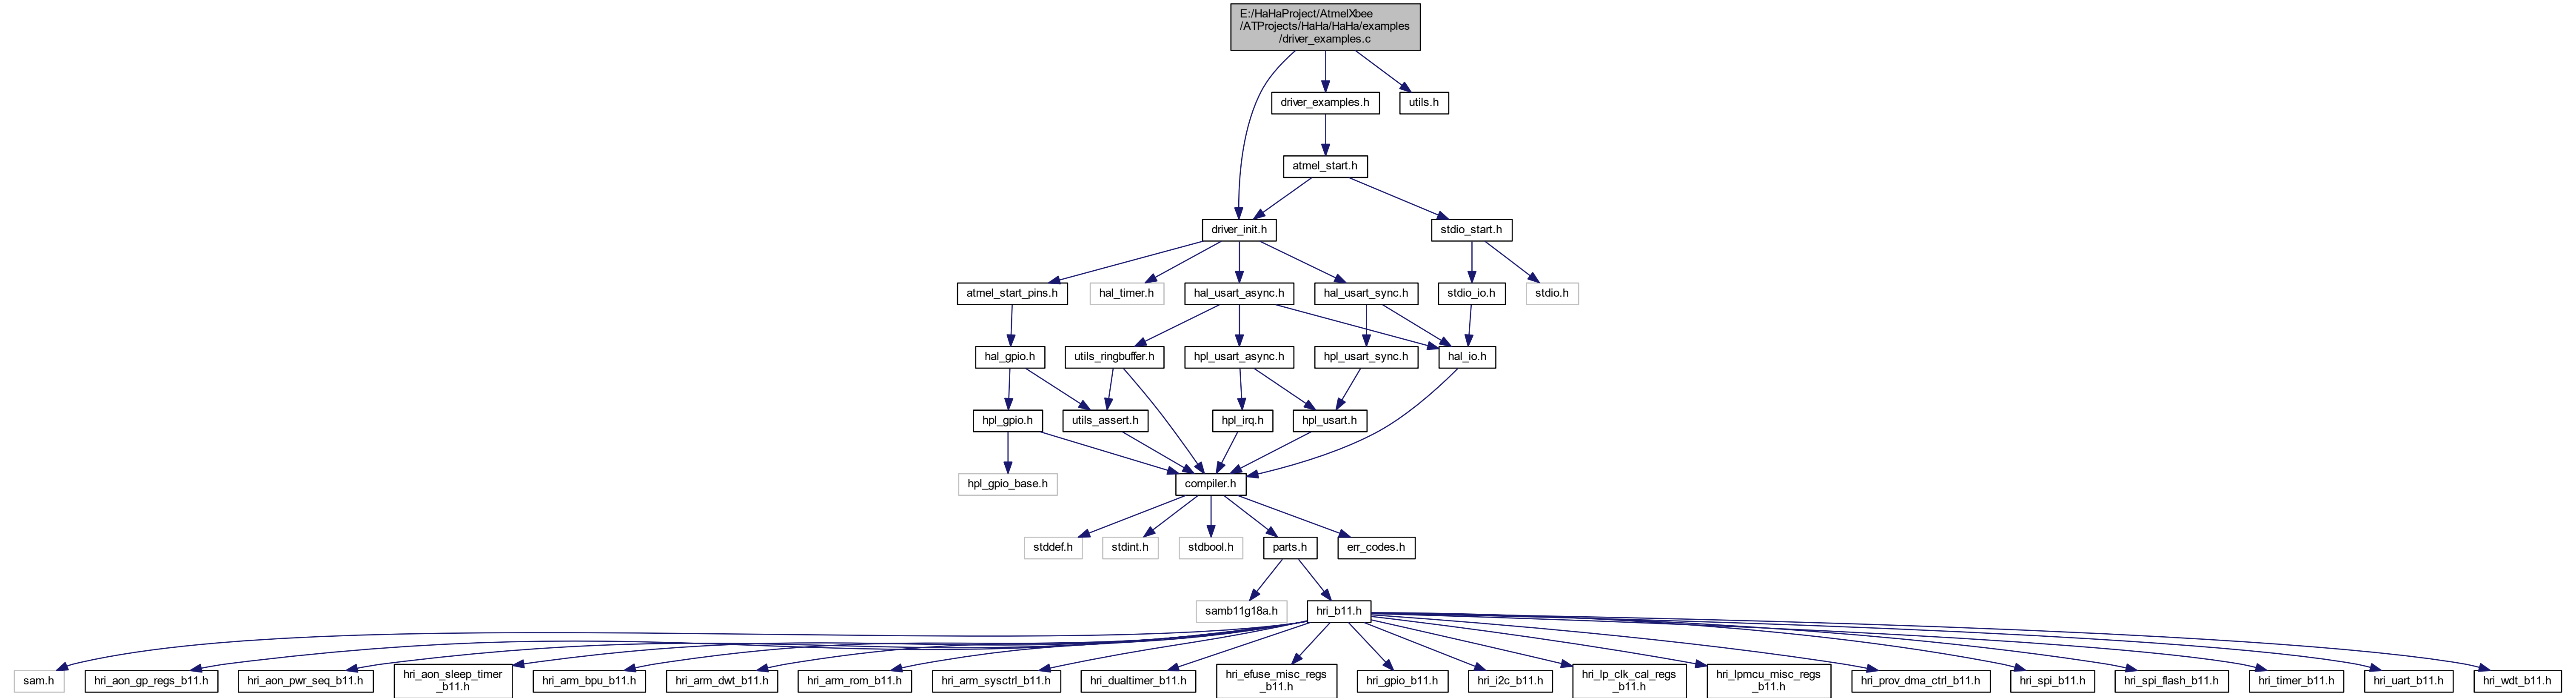 E:/HaHaProject/AtmelXbee
/ATProjects/HaHa/HaHa/examples
/driver_examples.c
driver_examples.h
utils.h
atmel_start.h
driver_init.h
stdio_start.h
atmel_start_pins.h
hal_timer.h
hal_usart_async.h
hal_usart_sync.h
stdio_io.h
stdio.h
hal_gpio.h
utils_ringbuffer.h
hpl_usart_async.h
hpl_usart_sync.h
hal_io.h
hpl_gpio.h
utils_assert.h
hpl_irq.h
hpl_usart.h
hpl_gpio_base.h
compiler.h
stddef.h
stdint.h
stdbool.h
parts.h
err_codes.h
samb11g18a.h
hri_b11.h
sam.h
hri_aon_gp_regs_b11.h
hri_aon_pwr_seq_b11.h
hri_aon_sleep_timer
_b11.h
hri_arm_bpu_b11.h
hri_arm_dwt_b11.h
hri_arm_rom_b11.h
hri_arm_sysctrl_b11.h
hri_dualtimer_b11.h
hri_efuse_misc_regs
_b11.h
hri_gpio_b11.h
hri_i2c_b11.h
hri_lp_clk_cal_regs
_b11.h
hri_lpmcu_misc_regs
_b11.h
hri_prov_dma_ctrl_b11.h
hri_spi_b11.h
hri_spi_flash_b11.h
hri_timer_b11.h
hri_uart_b11.h
hri_wdt_b11.h